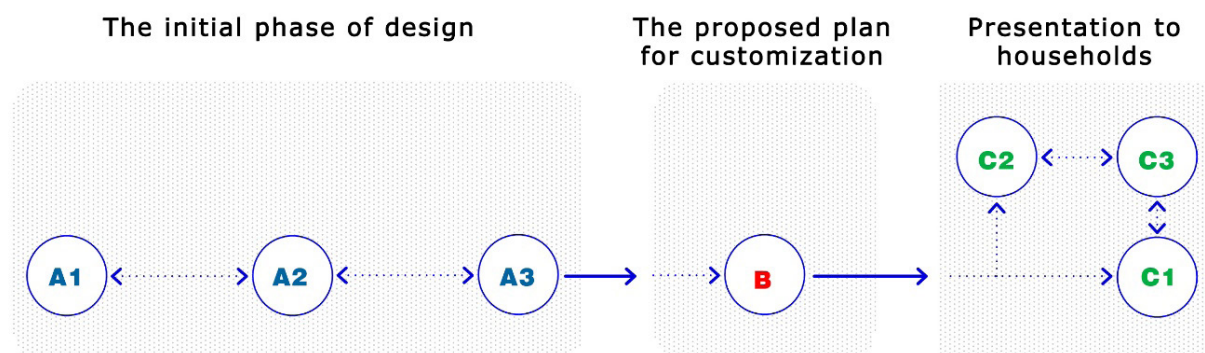 The initial phase of design
The proposed plan
for customization
Presentation to
households
C2
C3
A1
A2
A3
B
C1